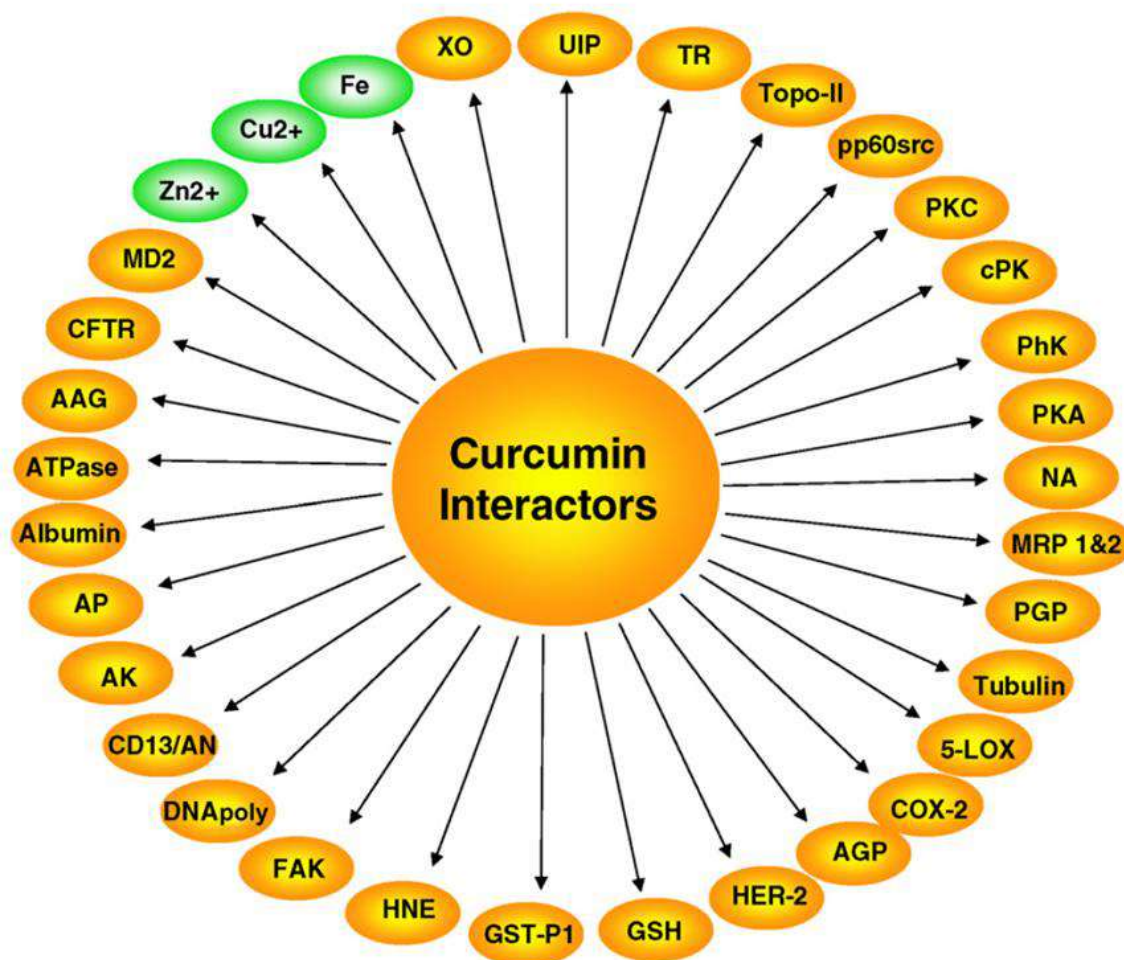 Curcumin
Interactors
UIP
TR
Topo-II
pp60src
PKC
cPK
PhK
PKA
NA
MRP 1&2
PGP
Tubulin
5-LOX
COX-2
AGP
HER-2
GSH
GST-P1
HNE
FAK
DNApoly
CD13/AN
AK
AP
Albumin
ATPase
AAG
CFTR
MD2
Zn2+
Cu2+
Fe
XO